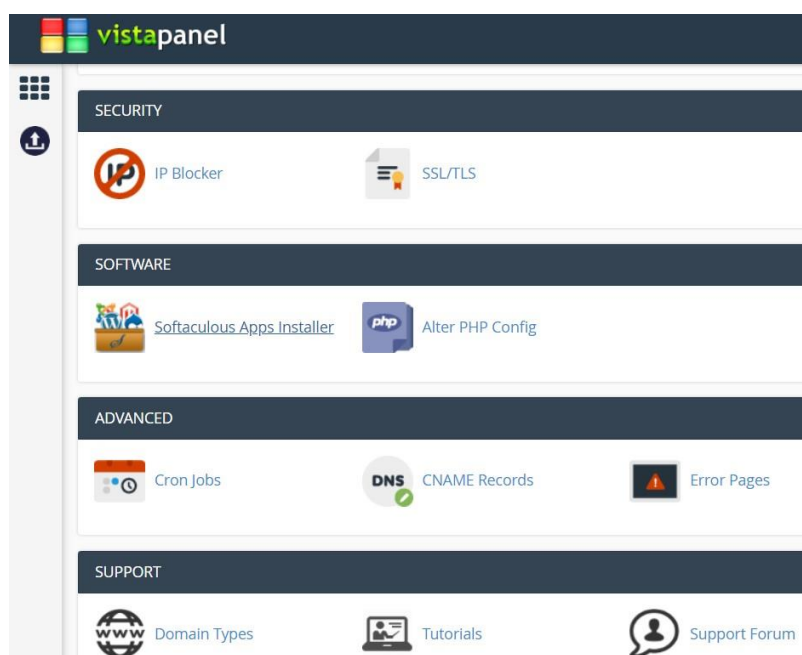 vistapanel
SECURITY
IP Blocker
SSL/TLS
SOFTWARE
Softaculous Apps Installer
php
Alter PHP Config
ADVANCED
Cron Jobs
DNS
CNAME Records
Error Pages
SUPPORT
www
Domain Types
Tutorials
Support Forum